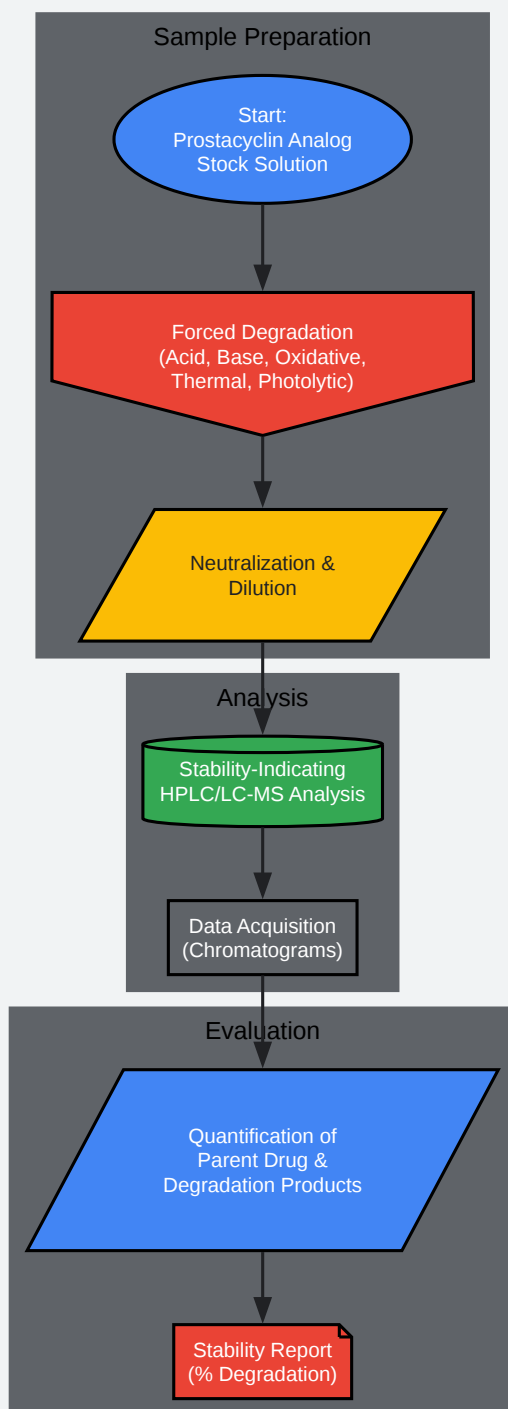 Sample Preparation
Start:
Prostacyclin Analog
Stock Solution
Forced Degradation
(Acid, Base, Oxidative,
Thermal, Photolytic)
Neutralization &
Dilution
Analysis
Stability-Indicating
HPLC/LC-MS Analysis
Data Acquisition
(Chromatograms)
Evaluation
Quantification of
Parent Drug &
Degradation Products
Stability Report
(% Degradation)